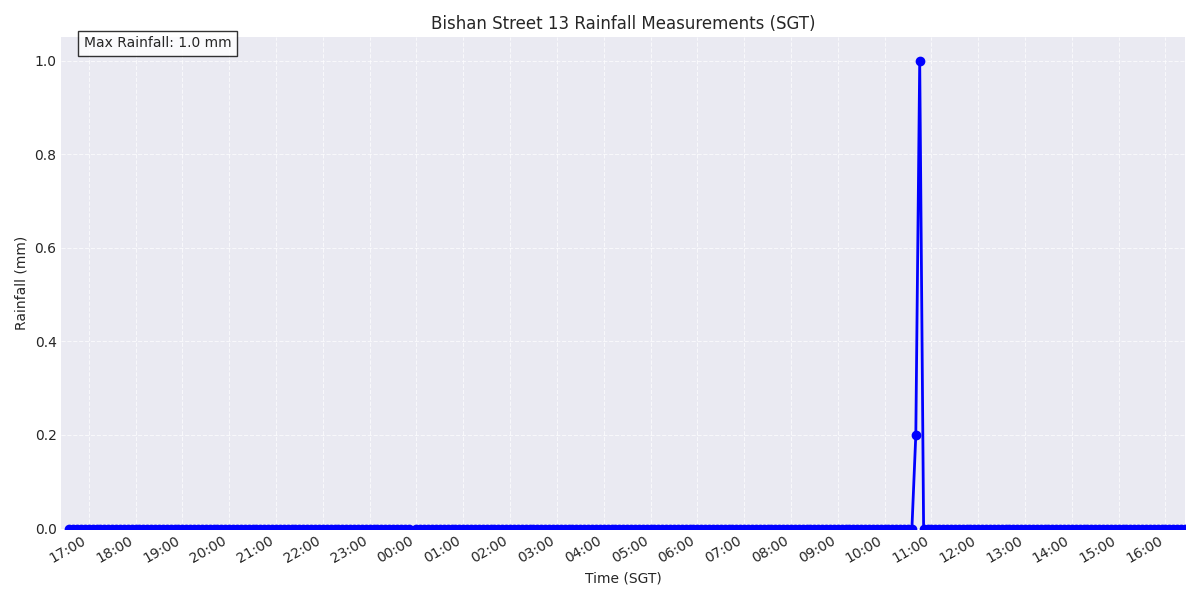 Bishan Street 13 Rainfall Measurements (SGT)
Max Rainfall: 1.0 mm
1.0
0.8
0.6
0.4
0.2
0.0
Rainfall (mm)
17:00 18:00 19:00 20:00 21:00 22:00 23:00 00:00 01:00 02:00 03:00 04:00 05:00 06:00 07:00 08:00 09:00 10:00 11:00 12:00 13:00 14:00 15:00 16:00
Time (SGT)